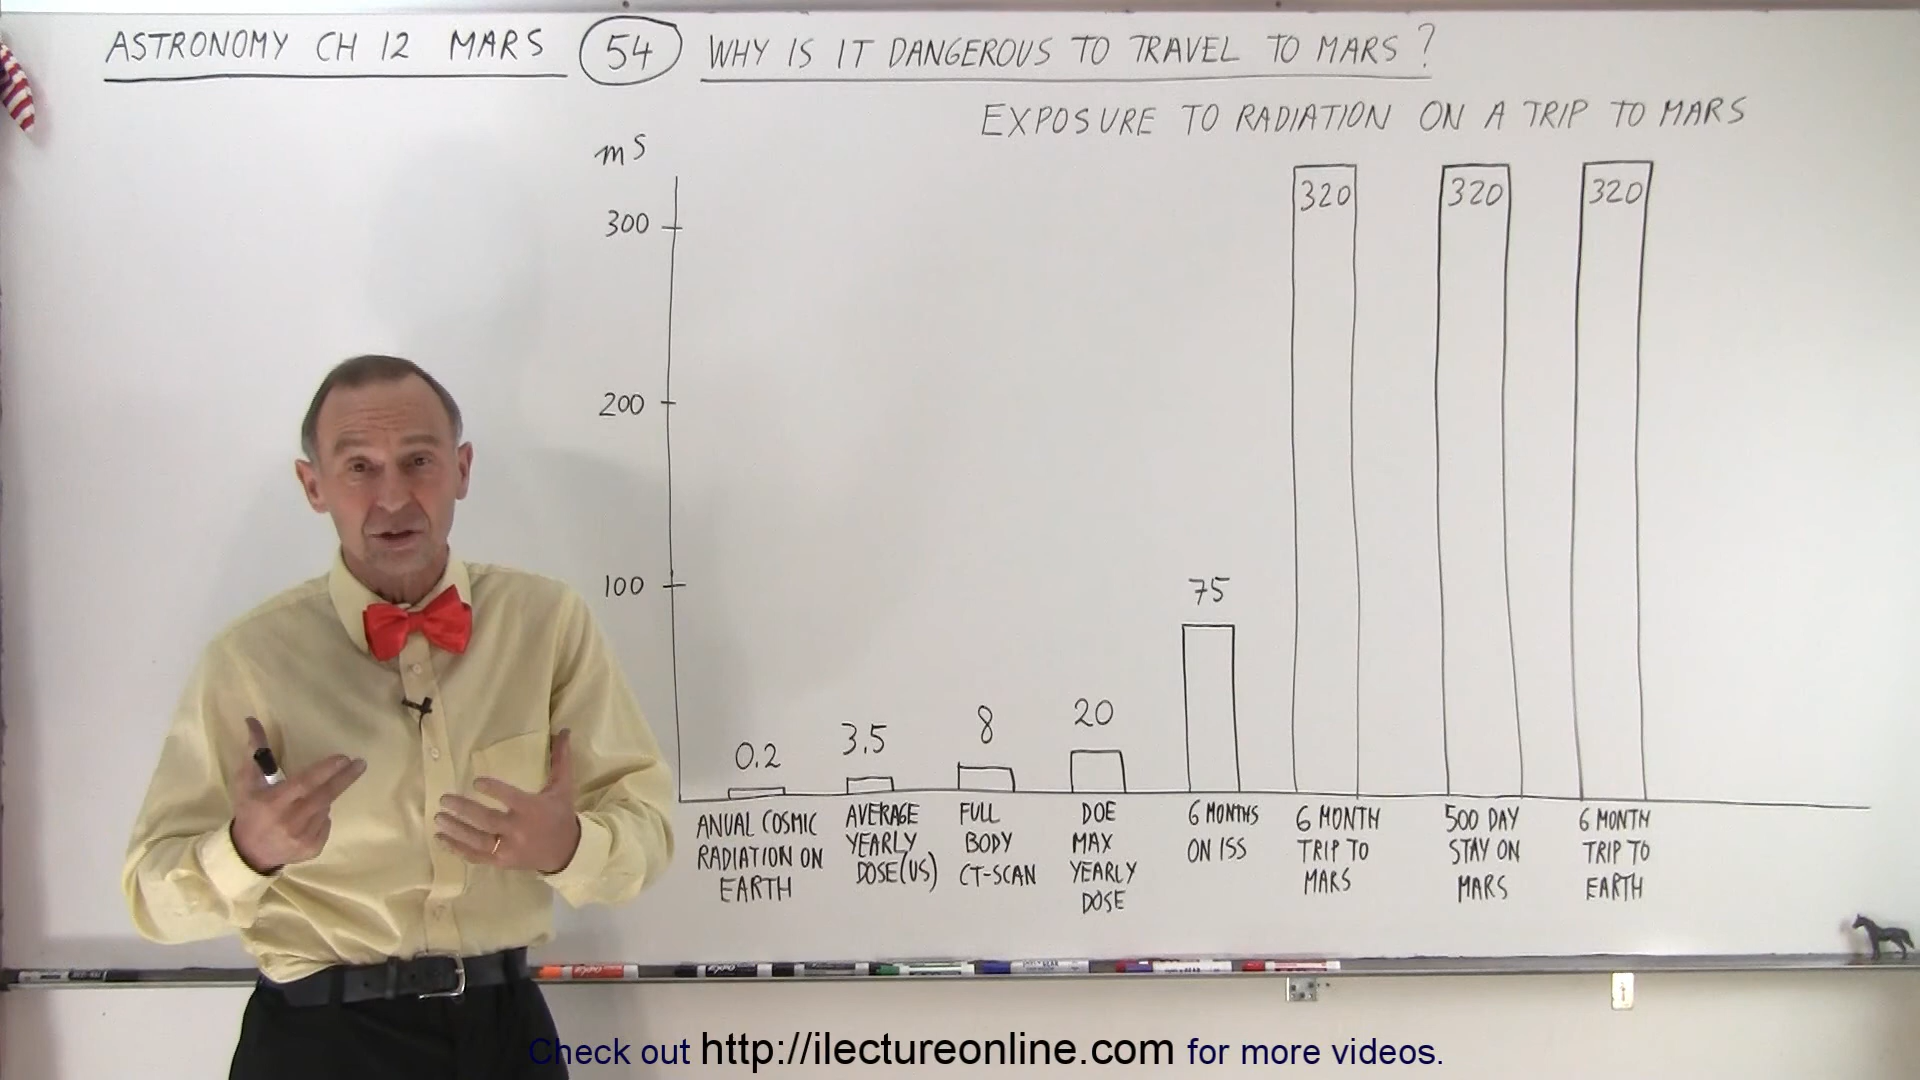 ASTRONOMY CH 12 MARS 54 WHY IS IT DANGEROUS TO TRAVEL TO MARS?
EXPOSURE TO RADIATION ON A TRIP TO MARS
mS
300
200
100
0.2
3.5
8
20
75
320
320
320
ANUAL COSMIC
RADIATION ON
EARTH
AVERAGE
YEARLY
DOSE(US)
FULL
BODY
CT-SCAN
DOE
MAX
YEARLY
DOSE
6 MONTHS
ON ISS
6 MONTH
TRIP TO
MARS
500 DAY
STAY ON
MARS
6 MONTH
TRIP TO
EARTH
Check out http://ilectureonline.com for more videos.